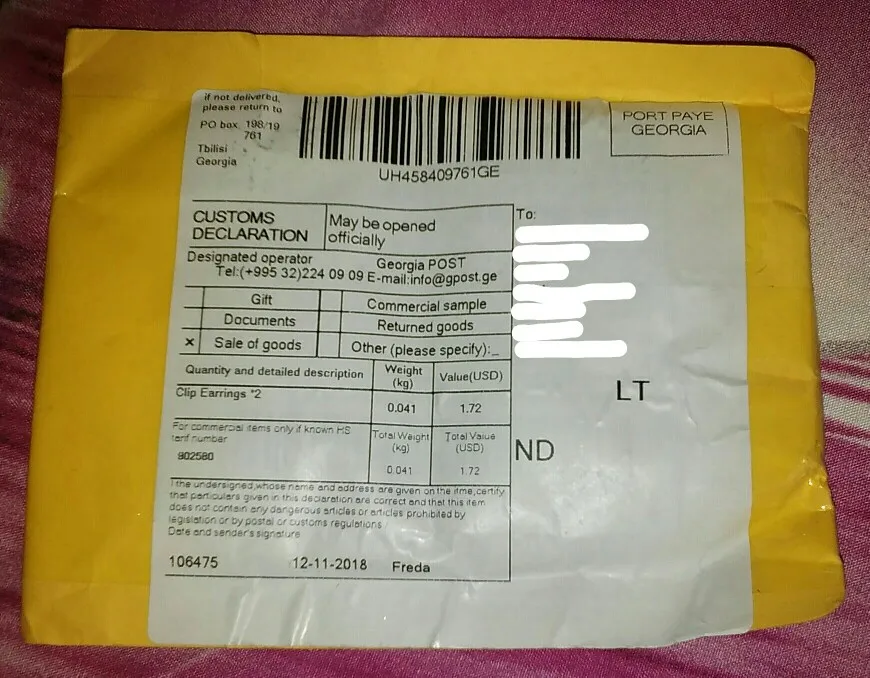 if not delivered,
please return to
PO box, 198/19
761
Tbilisi
Georgia
UH458409761GE
PORT PAYE
GEORGIA
CUSTOMS
DECLARATION
May be opened
officially
To:
Designated operator Georgia POST
Tel:(+995 32)224 09 09 E-mail:info@gpost.ge
Gift Commercial sample
Documents Returned goods
x Sale of goods Other (please specify):_
Quantity and detailed description Weight (kg) Value(USD)
Clip Earrings *2 0.041 1.72
For commercial items only if known HS
tarif number
Total Weight (kg) Total Value (USD)
902580 0.041 1.72
I the undersigned,whose name and address are given on the itme,certify
that particulars given in this declaration are correct and that this item
does not contain any dangerous articles or articles prohibited by
legislation or by postal or customs regulations
Date and sender's signature
106475 12-11-2018 Freda
LT
ND